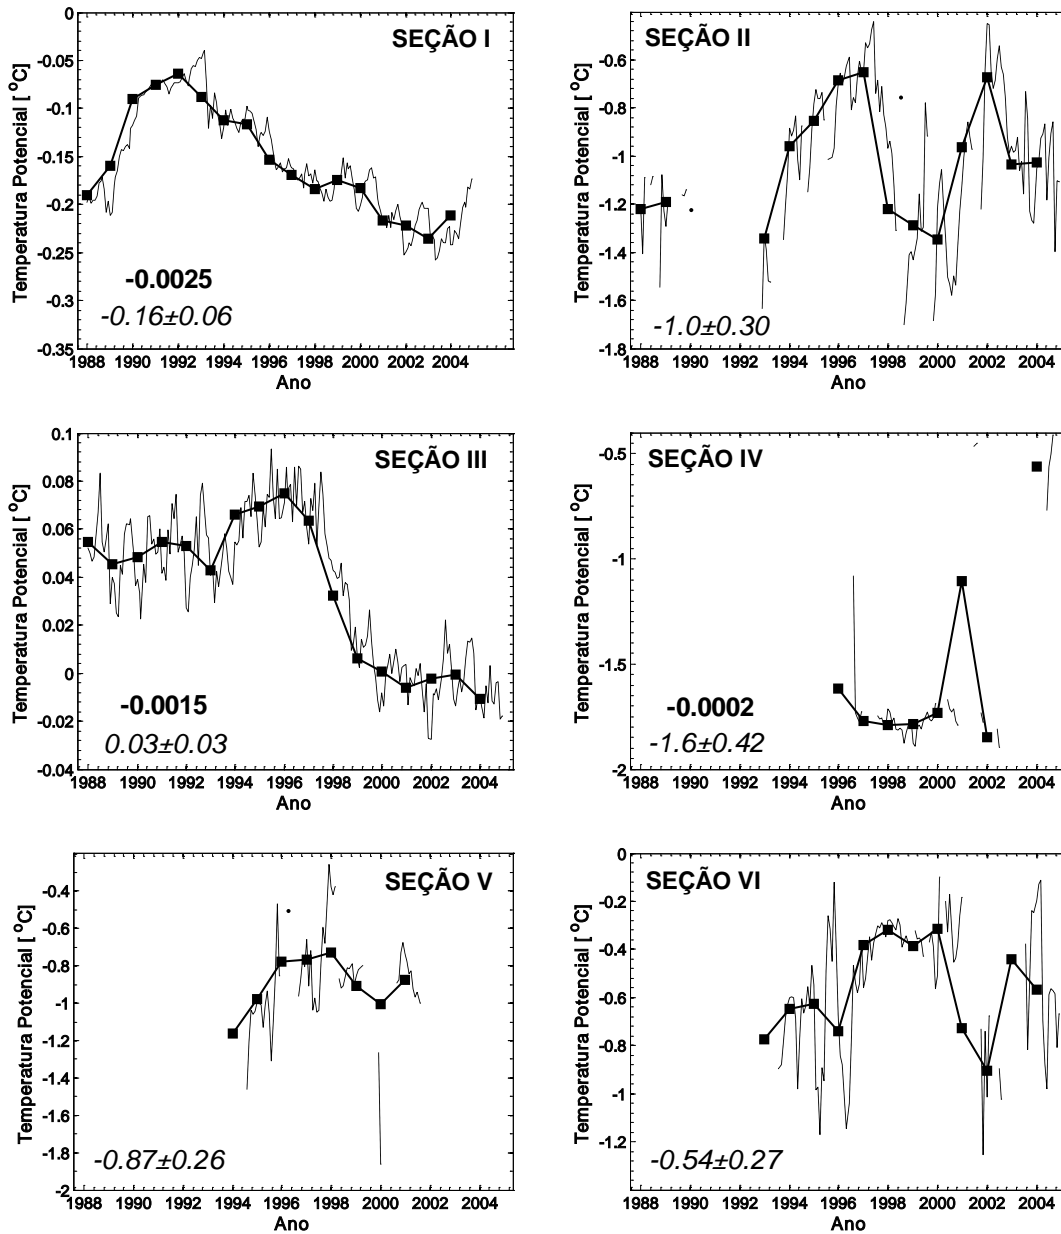 SEÇÃO I
Temperatura Potencial [ °C]
0
-0.05
-0.1
-0.15
-0.2
-0.25
-0.3
-0.35
-0.0025
-0.16±0.06
1988 1990 1992 1994 1996 1998 2000 2002 2004
Ano
SEÇÃO II
Temperatura Potencial [ °C]
-0.6
-0.8
-1
-1.2
-1.4
-1.6
-1.8
-1.0±0.30
1988 1990 1992 1994 1996 1998 2000 2002 2004
Ano
SEÇÃO III
Temperatura Potencial [ °C]
0.1
0.08
0.06
0.04
0.02
0
-0.02
-0.04
-0.0015
0.03±0.03
1988 1990 1992 1994 1996 1998 2000 2002 2004
Ano
SEÇÃO IV
Temperatura Potencial [ °C]
-0.5
-1
-1.5
-2
-0.0002
-1.6±0.42
1988 1990 1992 1994 1996 1998 2000 2002 2004
Ano
SEÇÃO V
Temperatura Potencial [ °C]
-0.4
-0.6
-0.8
-1
-1.2
-1.4
-1.6
-1.8
-2
-0.87±0.26
1988 1990 1992 1994 1996 1998 2000 2002 2004
Ano
SEÇÃO VI
Temperatura Potencial [ °C]
0
-0.2
-0.4
-0.6
-0.8
-1
-1.2
-0.54±0.27
1988 1990 1992 1994 1996 1998 2000 2002 2004
Ano